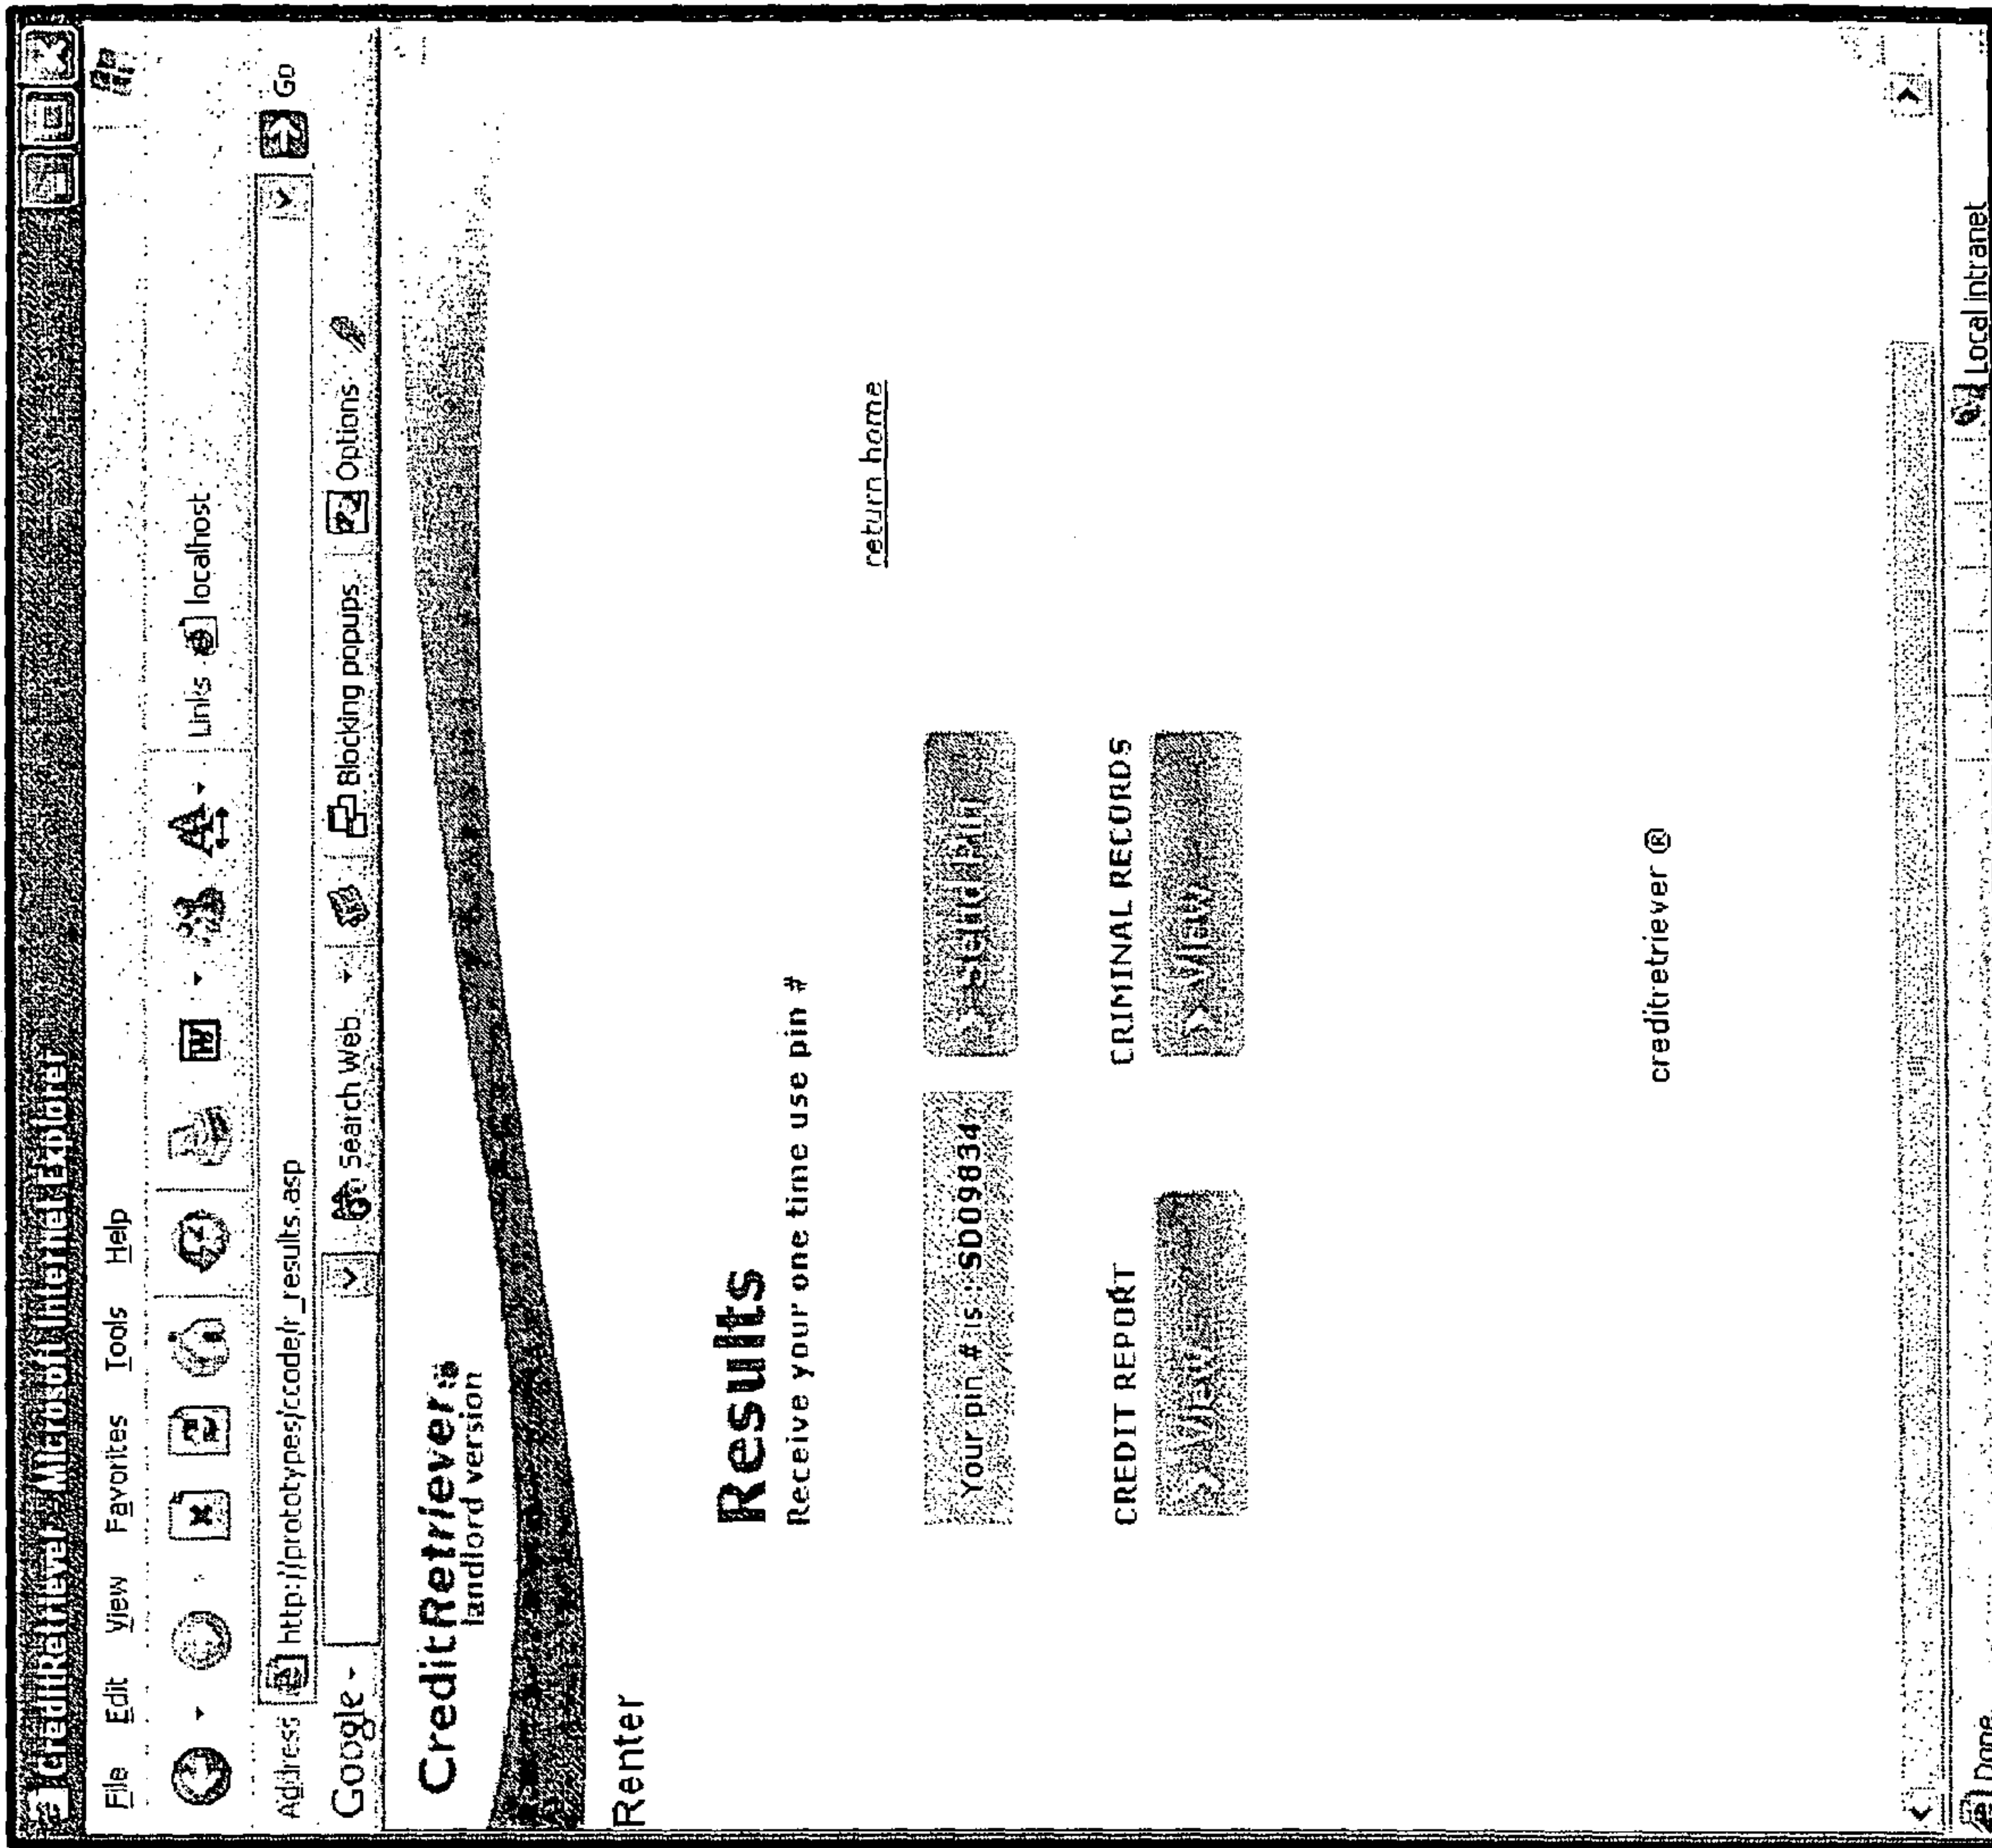 CreditRetriever - Microsoft Internet Explorer
File Edit View Favorites Tools Help
Links localhost
Address http://prototypes/ccode/r_results.asp Go
Google Search Web Blocking popups Options
CreditRetriever®
landlord version
Renter
Results
Receive your one time use pin #
return home
Your pin # is : SD009834 > send pin
CREDIT REPORT CRIMINAL RECORDS
> view > view
creditretriever ®
Done Local intranet